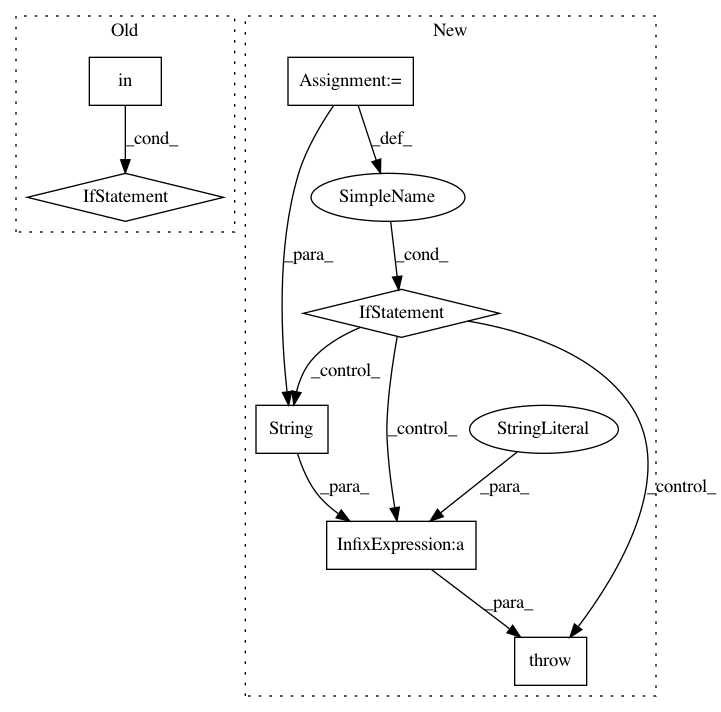 Old
New
in
Assignment:=
_cond_
_def_
IfStatement
SimpleName
_para_
_cond_
IfStatement
_control_
String
StringLiteral
_control_
_para_
_para_
_control_
InfixExpression:a
_para_
throw